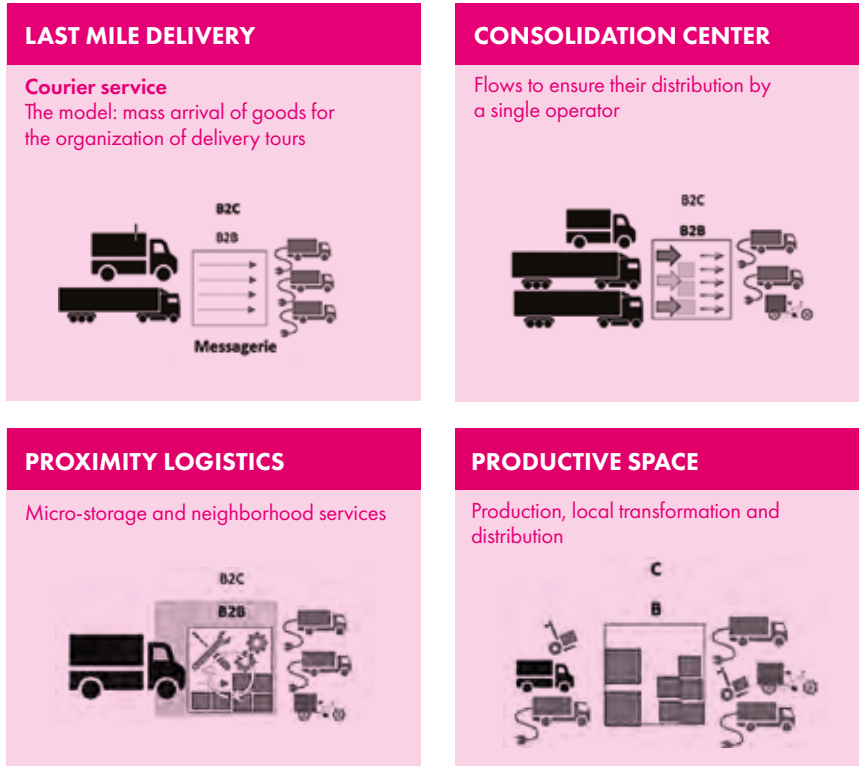 LAST MILE DELIVERY
Courier service
The model: mass arrival of goods for
the organization of delivery tours
B2C
B2B
Messagerie
CONSOLIDATION CENTER
Flows to ensure their distribution by
a single operator
B2C
B2B
PROXIMITY LOGISTICS
Micro-storage and neighborhood services
B2C
B2B
PRODUCTIVE SPACE
Production, local transformation and
distribution
C
B